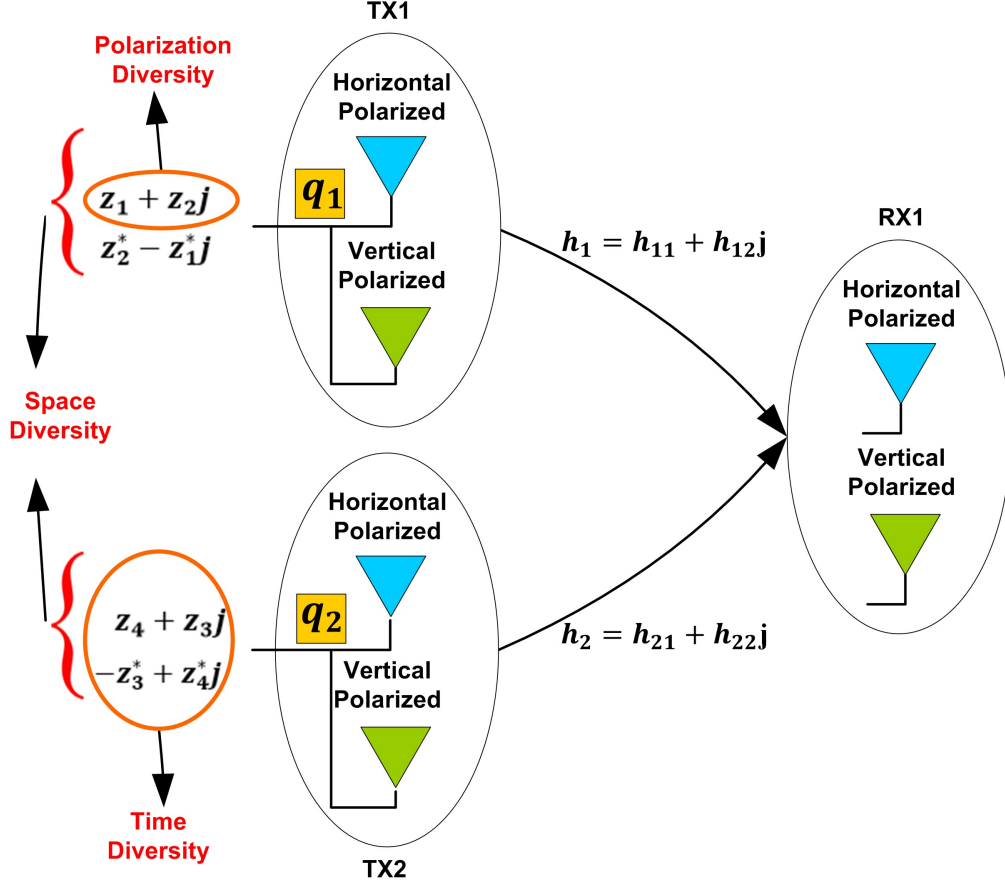 TX1
Polarization
Diversity
Horizontal
Polarized
z₁ + z₂j
q₁
z₂* − z₁*j
Vertical
Polarized
h₁ = h₁₁ + h₁₂j
RX1
Horizontal
Polarized
Space
Diversity
Vertical
Polarized
Horizontal
Polarized
q₂
z₄ + z₃j
h₂ = h₂₁ + h₂₂j
−z₃* + z₄*j
Vertical
Polarized
Time
Diversity
TX2